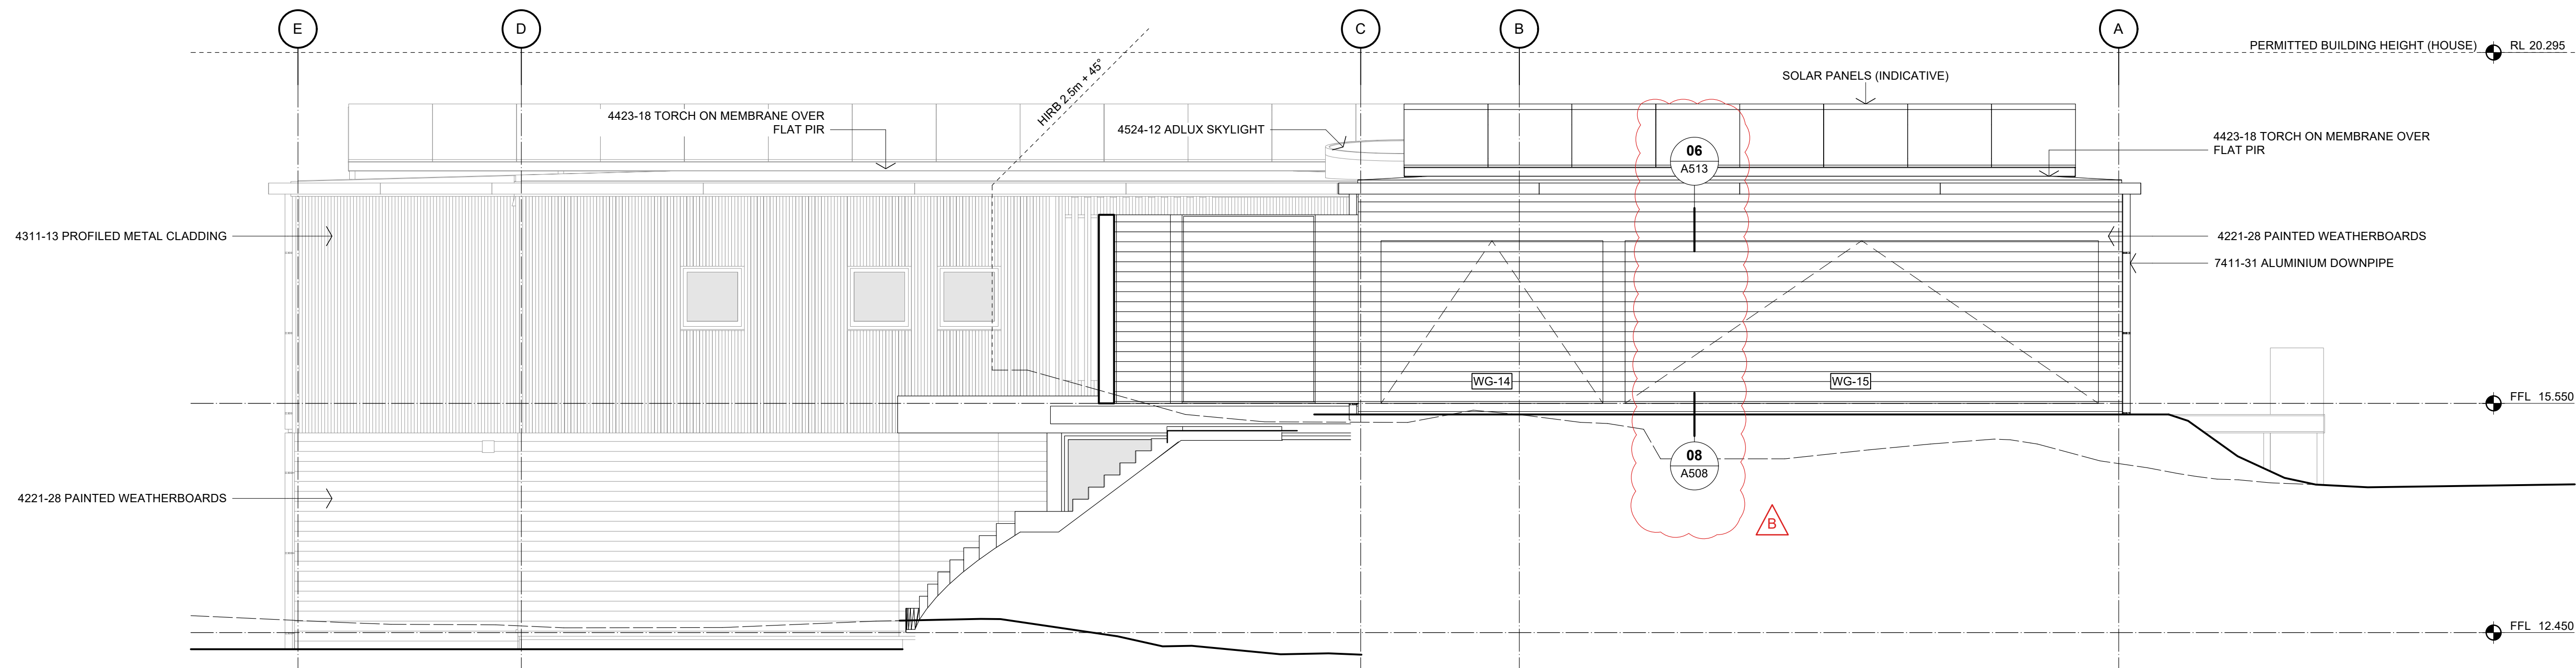 E
D
C
B
A
PERMITTED BUILDING HEIGHT (HOUSE)
RL 20.295
HIRB 2.5m + 45°
SOLAR PANELS (INDICATIVE)
4423-18 TORCH ON MEMBRANE OVER
FLAT PIR
4524-12 ADLUX SKYLIGHT
06
A513
4423-18 TORCH ON MEMBRANE OVER
FLAT PIR
4311-13 PROFILED METAL CLADDING
4221-28 PAINTED WEATHERBOARDS
7411-31 ALUMINIUM DOWNPIPE
WG-14
WG-15
FFL 15.550
08
A508
4221-28 PAINTED WEATHERBOARDS
B
FFL 12.450